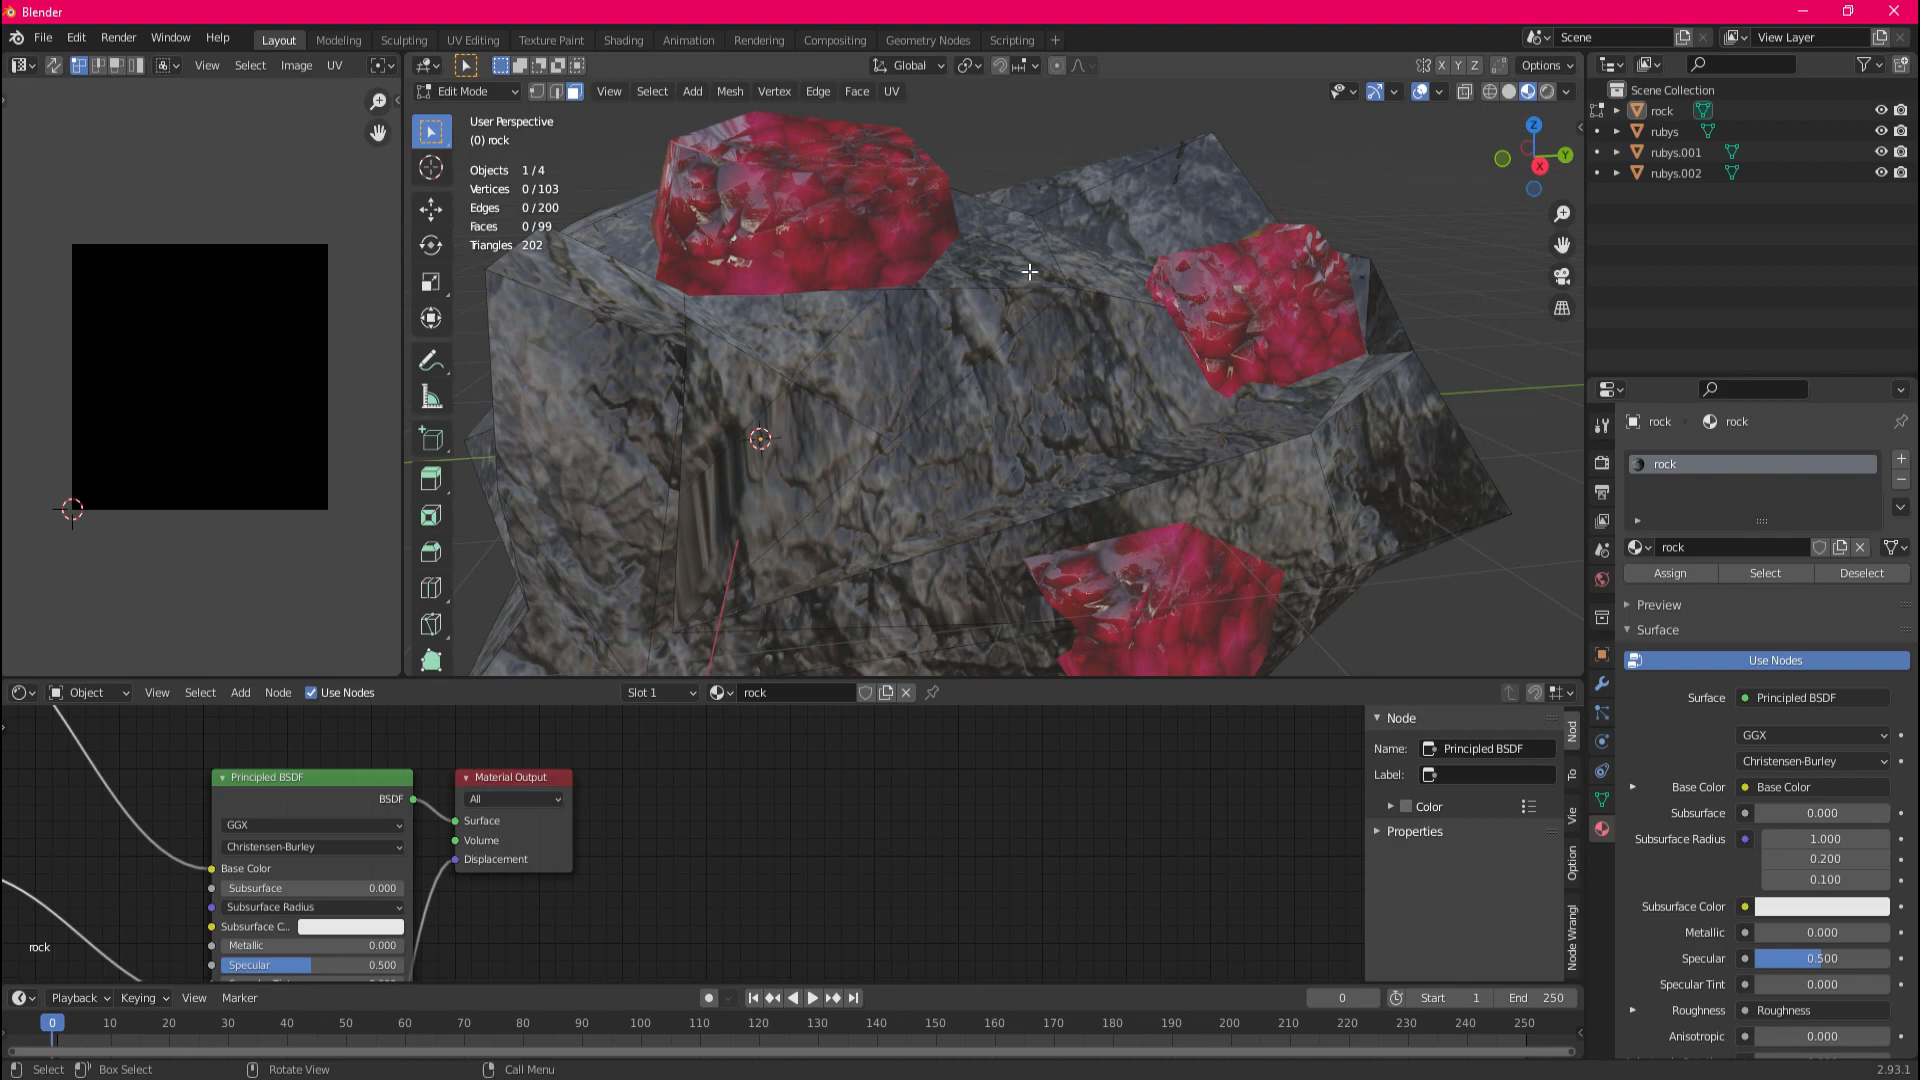 Blender
File Edit Render Window Help
Layout Modeling Sculpting UV Editing Texture Paint Shading Animation Rendering Compositing Geometry Nodes Scripting
Scene View Layer
View Select Image UV
Global
X Y Z Options
Edit Mode View Select Add Mesh Vertex Edge Face UV
User Perspective
(0) rock
Objects 1/4
Vertices 0/103
Edges 0/200
Faces 0/99
Triangles 202
Z
Y
X
Scene Collection
rock
rubys
rubys.001
rubys.002
rock rock
rock
rock
Assign Select Deselect
Preview
Surface
Use Nodes
Surface Principled BSDF
GGX
Christensen-Burley
Base Color Base Color
Subsurface 0.000
Subsurface Radius 1.000
0.200
0.100
Subsurface Color
Metallic 0.000
Specular 0.500
Specular Tint 0.000
Roughness Roughness
Anisotropic 0.000
Object View Select Add Node Use Nodes Slot 1 rock
Principled BSDF
BSDF
GGX
Christensen-Burley
Base Color
Subsurface 0.000
Subsurface Radius
Subsurface C..
Metallic 0.000
Specular 0.500
Material Output
All
Surface
Volume
Displacement
rock
Node
Name: Principled BSDF
Label:
Color
Properties
Nod
To
Vie
Option
Node Wrangl
Playback Keying View Marker 0 Start 1 End 250
0 10 20 30 40 50 60 70 80 90 100 110 120 130 140 150 160 170 180 190 200 210 220 230 240 250
Select Box Select Rotate View Call Menu 2.93.1